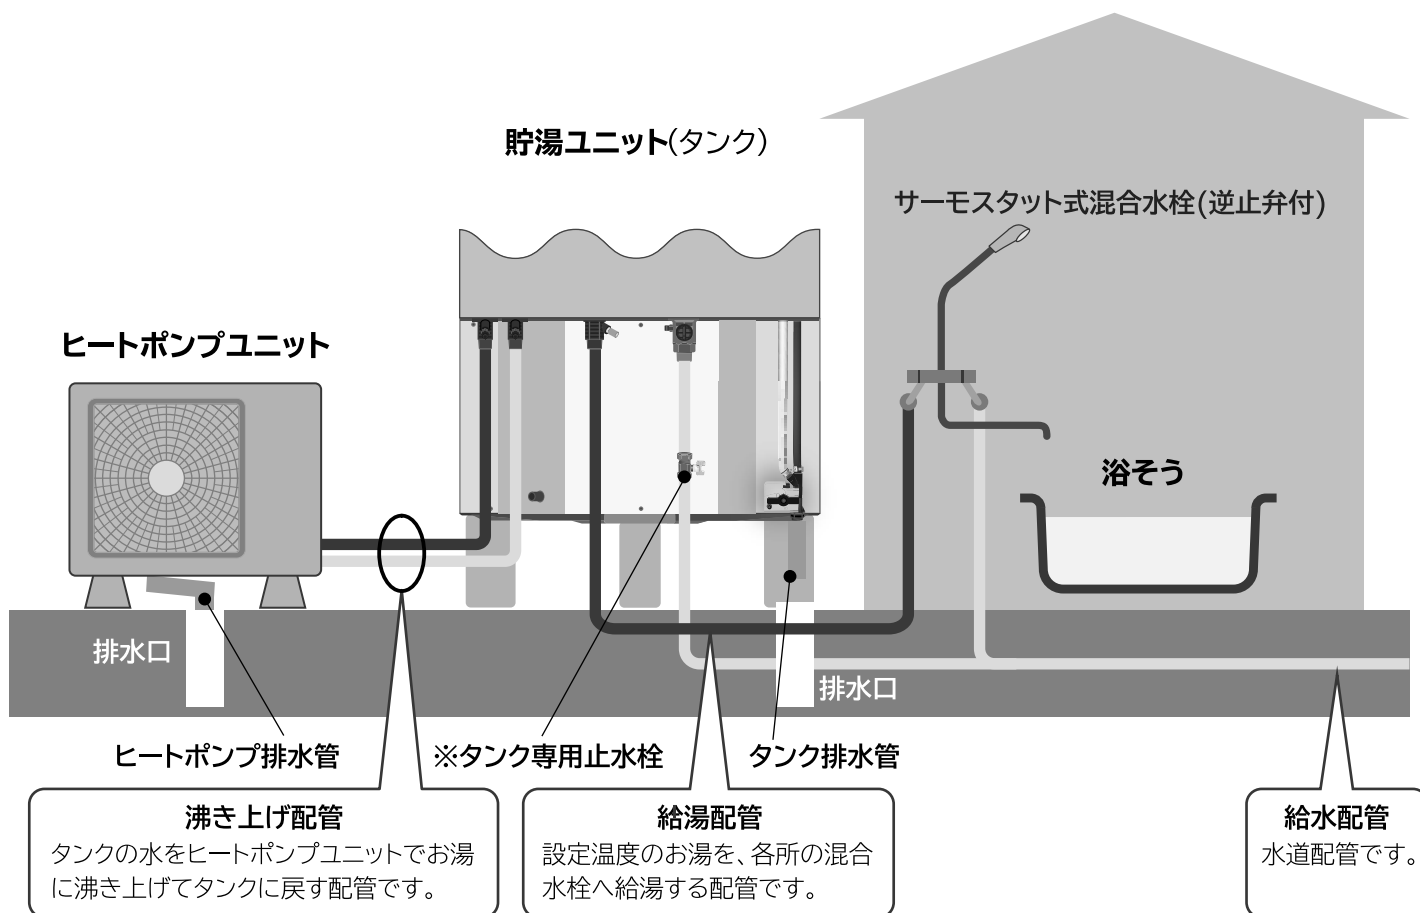 貯湯ユニット(タンク)
サーモスタット式混合水栓(逆止弁付)
ヒートポンプユニット
浴そう
排水口
排水口
ヒートポンプ排水管
※タンク専用止水栓
タンク排水管
沸き上げ配管
タンクの水をヒートポンプユニットでお湯
に沸き上げてタンクに戻す配管です。
給湯配管
設定温度のお湯を、各所の混合
水栓へ給湯する配管です。
給水配管
水道配管です。